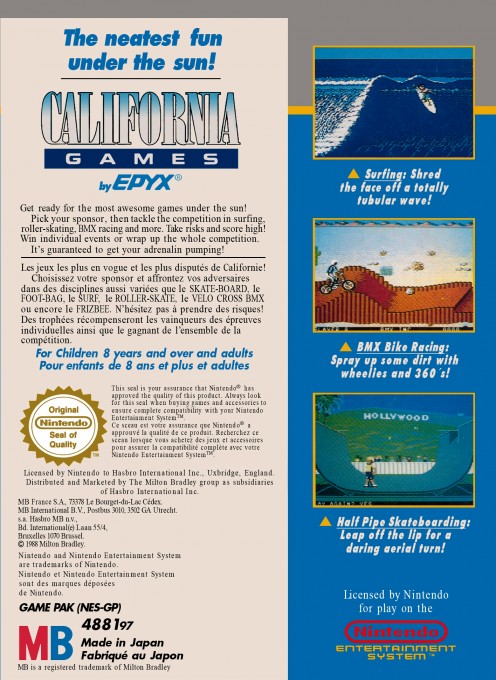 The neatest fun
under the sun!
CALIFORNIA
GAMES
by EPYX®
Get ready for the most awesome games under the sun!
Pick your sponsor, then tackle the competition in surfing,
roller-skating, BMX racing and more. Take risks and score high!
Win individual events or wrap up the whole competition.
It's guaranteed to get your adrenalin pumping!
Les jeux les plus en vogue et les plus disputés de Californie!
Choisissez votre sponsor et affrontez vos adversaires
dans des disciplines aussi variées que le SKATE-BOARD, le
FOOT-BAG, le SURF, le ROLLER-SKATE, le VELO CROSS BMX
ou encore le FRIZBEE. N'hésitez pas à prendre des risques!
Des trophées récompenseront les vainqueurs des épreuves
individuelles ainsi que le gagnant de l'ensemble de la
compétition.
For Children 8 years and over and adults
Pour enfants de 8 ans et plus et adultes
Original
Nintendo
Seal of
Quality
This seal is your assurance that Nintendo® has
approved the quality of this product. Always look
for this seal when buying games and accessories to
ensure complete compatibility with your Nintendo
Entertainment System™.
Ce sceau est votre assurance que Nintendo® a
approuvé la qualité de ce produit. Recherchez ce
sceau lorsque vous achetez des jeux et accessoires
pour assurer la compatibilité complète avec votre
Nintendo Entertainment System™.
Licensed by Nintendo to Hasbro International Inc., Uxbridge, England.
Distributed and Marketed by The Milton Bradley group as subsidiaries
of Hasbro International Inc.
MB France S.A., 73378 Le Bourget-du-Lac Cédex.
MB International B.V., Postbus 3010, 3502 GA Utrecht.
s.a. Hasbro MB n.v.,
Bd. International(e) Laan 55/4,
Bruxelles 1070 Brussel.
© 1988 Milton Bradley.
Nintendo and Nintendo Entertainment System
are trademarks of Nintendo.
Nintendo et Nintendo Entertainment System
sont des marques déposées
de Nintendo.
GAME PAK (NES-GP)
MB
488197
Made in Japan
Fabriqué au Japon
MB is a registered trademark of Milton Bradley
▲ Surfing: Shred
the face off a totally
tubular wave!
▲ BMX Bike Racing:
Spray up some dirt with
wheelies and 360´s!
HOLLYWOOD
▲ Half Pipe Skateboarding:
Leap off the lip for a
daring aerial turn!
Licensed by Nintendo
for play on the
Nintendo
ENTERTAINMENT
SYSTEM™